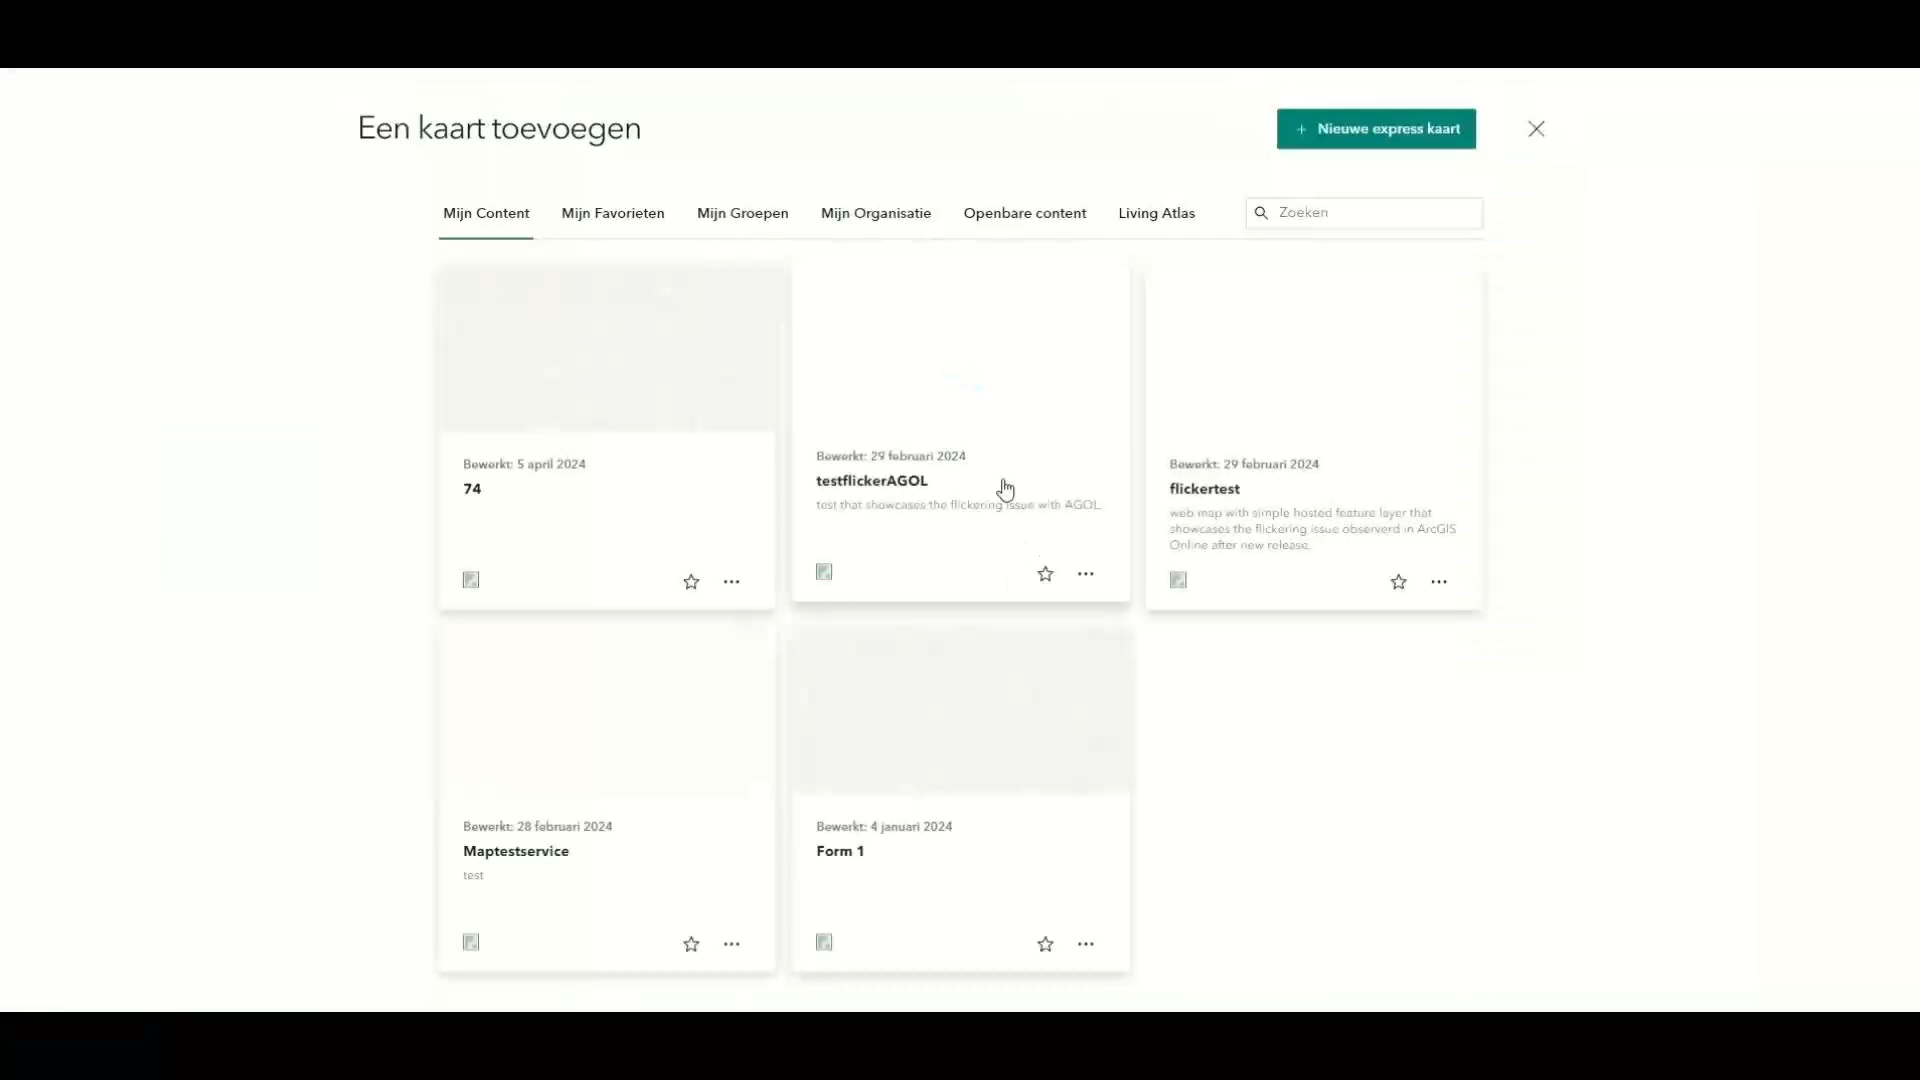 Een kaart toevoegen
+ Nieuwe express kaart
Mijn Content
Mijn Favorieten
Mijn Groepen
Mijn Organisatie
Openbare content
Living Atlas
Zoeken
Bewerkt: 5 april 2024
74
Bewerkt: 29 februari 2024
testflickerAGOL
test that showcases the flickering issue with AGOL
Bewerkt: 29 februari 2024
flickertest
web map with simple hosted feature layer that
showcases the flickering issue observerd in ArcGIS
Online after new release.
Bewerkt: 28 februari 2024
Maptestservice
test
Bewerkt: 4 januari 2024
Form 1